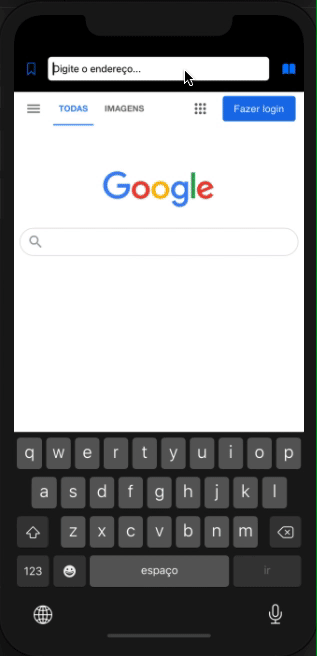 Digite o endereço...
TODAS IMAGENS Fazer login
Google
q w e r t y u i o p
a s d f g h j k l
z x c v b n m
123 espaço ir